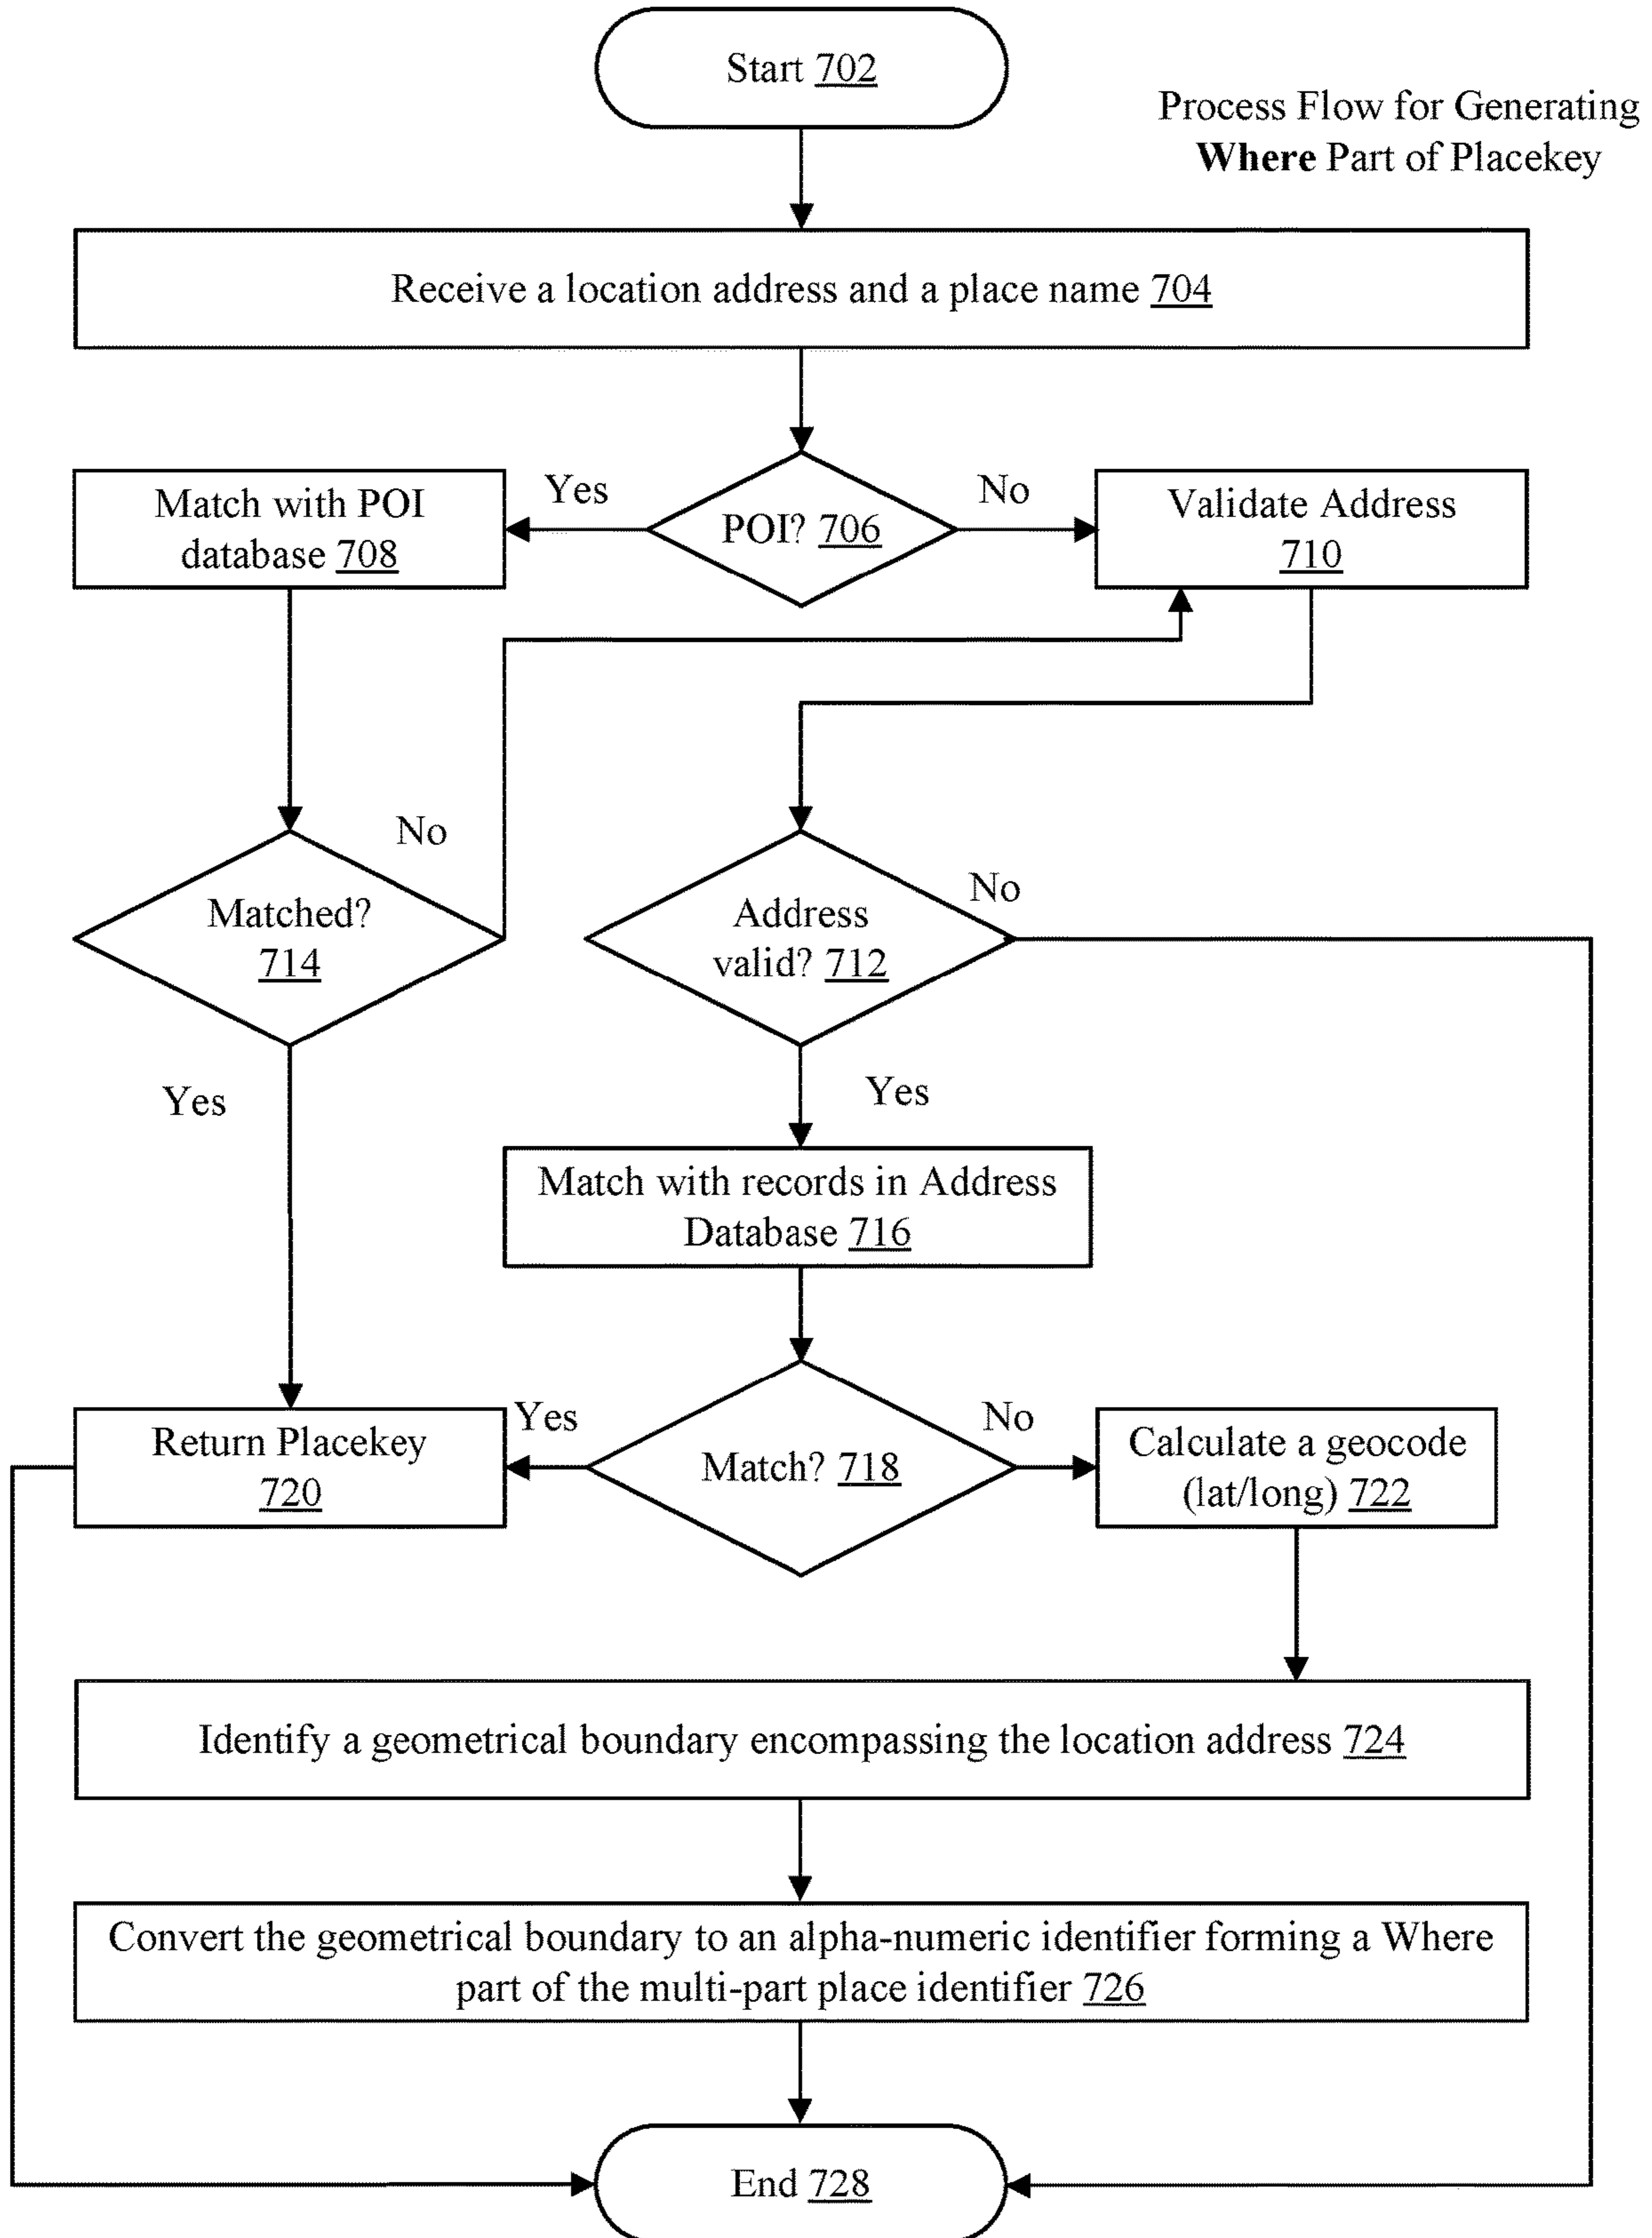 Start 702
Process Flow for Generating
Where Part of Placekey
Receive a location address and a place name 704
Match with POI
database 708
Yes
POI? 706
No
Validate Address
710
No
Matched?
714
Address
valid? 712
No
Yes
Yes
Match with records in Address
Database 716
Return Placekey
720
Yes
Match? 718
No
Calculate a geocode
(lat/long) 722
Identify a geometrical boundary encompassing the location address 724
Convert the geometrical boundary to an alpha-numeric identifier forming a Where
part of the multi-part place identifier 726
End 728